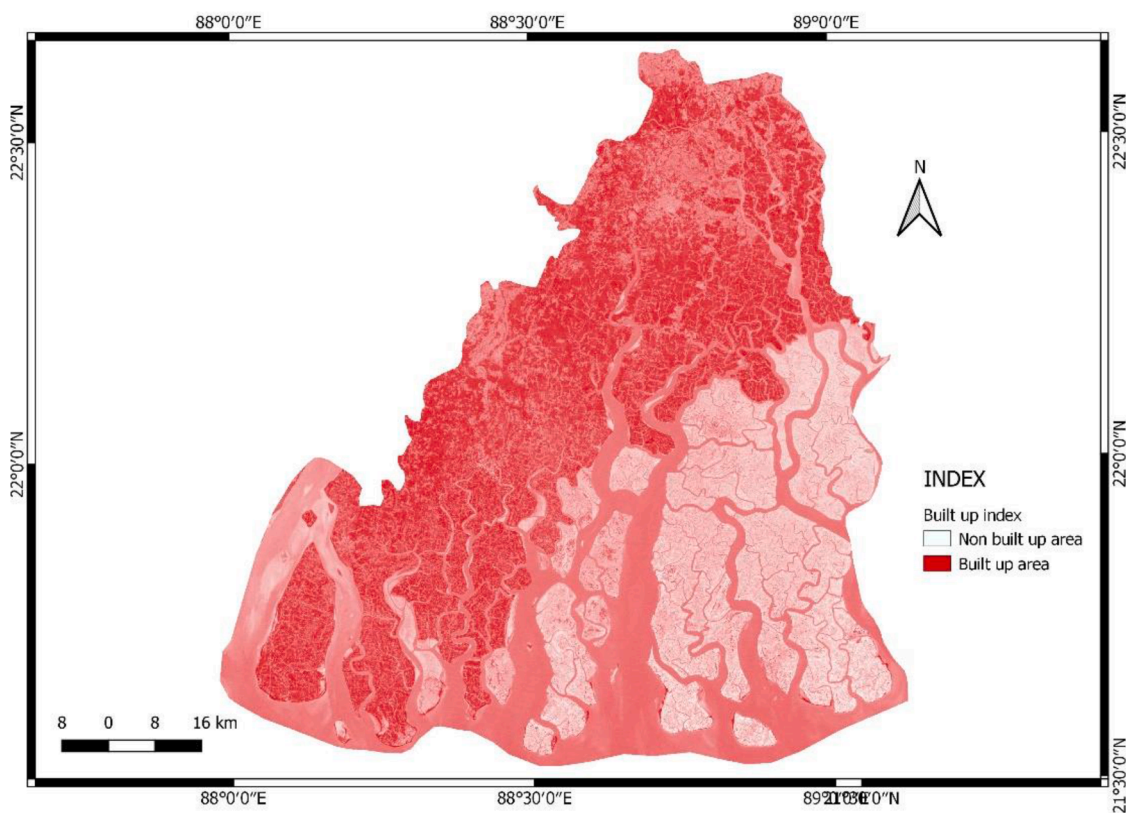 88°0′0″E 88°30′0″E 89°0′0″E
22°30′0″N 22°30′0″N
N
22°0′0″N 22°0′0″N
INDEX
Built up index
Non built up area
Built up area
8 0 8 16 km
21°30′0″N
88°0′0″E 88°30′0″E